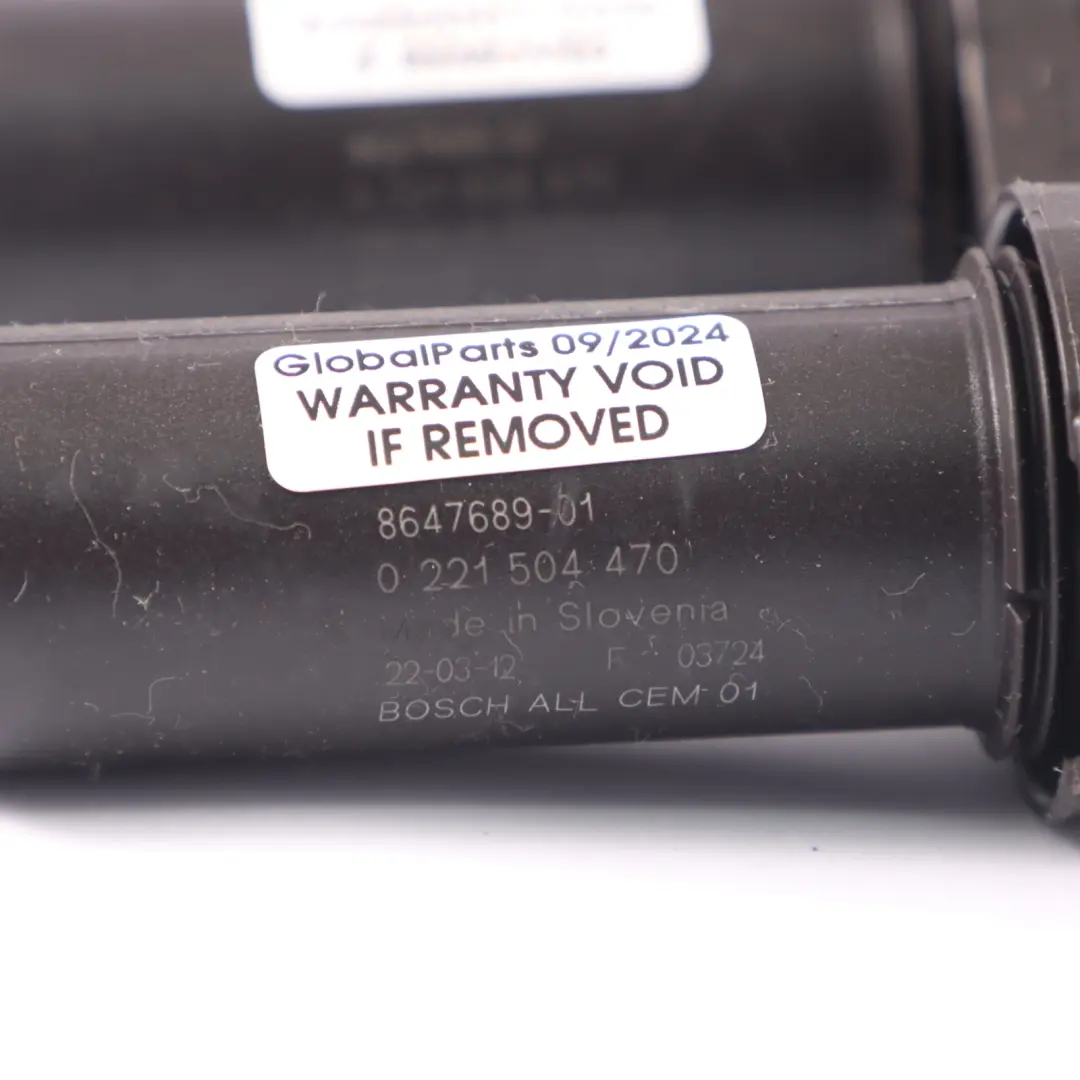 GlobalParts 09/2024
WARRANTY VOID
IF REMOVED
8647689-01
0 221 504 470
in Slovenia
22-03-12 03724
BOSCH ALL CEM 01